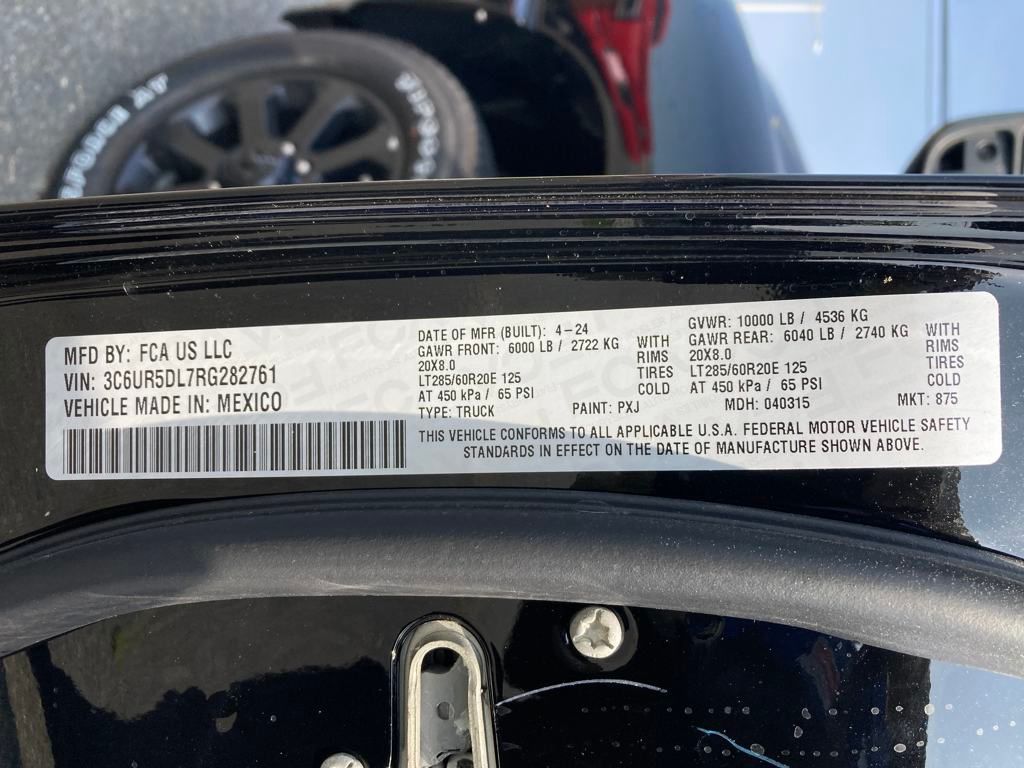 MFD BY: FCA US LLC
VIN: 3C6UR5DL7RG282761
VEHICLE MADE IN: MEXICO
DATE OF MFR (BUILT): 4-24
GAWR FRONT: 6000 LB / 2722 KG WITH
20X8.0 RIMS
LT285/60R20E 125 TIRES
AT 450 kPa / 65 PSI COLD
GVWR: 10000 LB / 4536 KG
GAWR REAR: 6040 LB / 2740 KG WITH
20X8.0 RIMS
LT285/60R20E 125 TIRES
AT 450 kPa / 65 PSI COLD
TYPE: TRUCK PAINT: PXJ MDH: 040315 MKT: 875
THIS VEHICLE CONFORMS TO ALL APPLICABLE U.S.A. FEDERAL MOTOR VEHICLE SAFETY
STANDARDS IN EFFECT ON THE DATE OF MANUFACTURE SHOWN ABOVE.